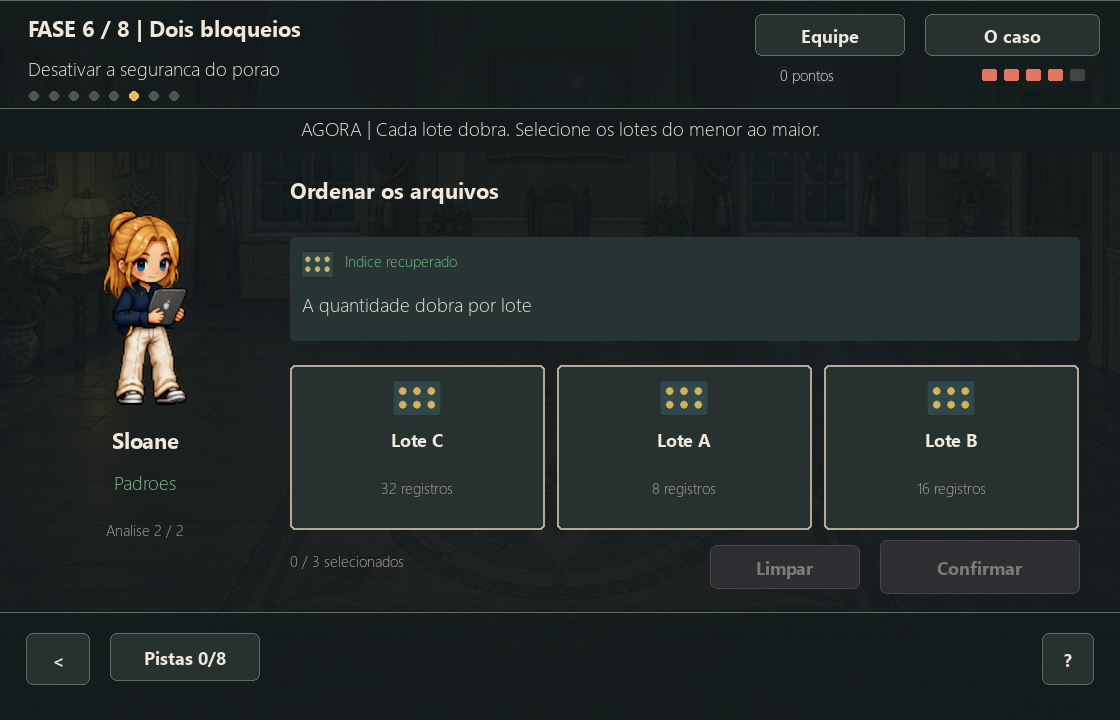 FASE 6 / 8 | Dois bloqueios
Desativar a seguranca do porao
Equipe
O caso
0 pontos
AGORA | Cada lote dobra. Selecione os lotes do menor ao maior.
Ordenar os arquivos
Indice recuperado
A quantidade dobra por lote
Sloane
Padroes
Analise 2 / 2
Lote C
32 registros
Lote A
8 registros
Lote B
16 registros
0 / 3 selecionados
Limpar
Confirmar
<
Pistas 0/8
?